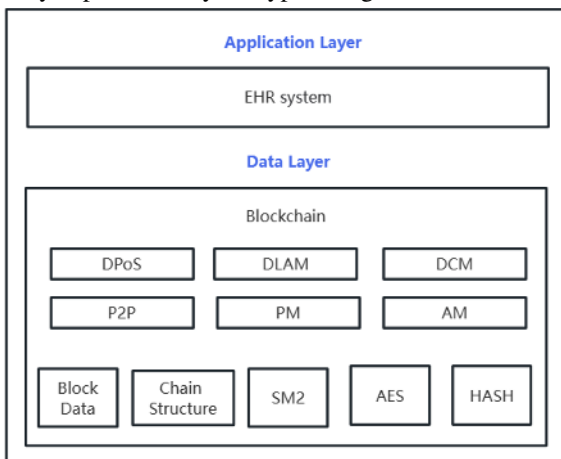 Application Layer
EHR system
Data Layer
Blockchain
DPoS DLAM DCM
P2P PM AM
Block Data Chain Structure SM2 AES HASH